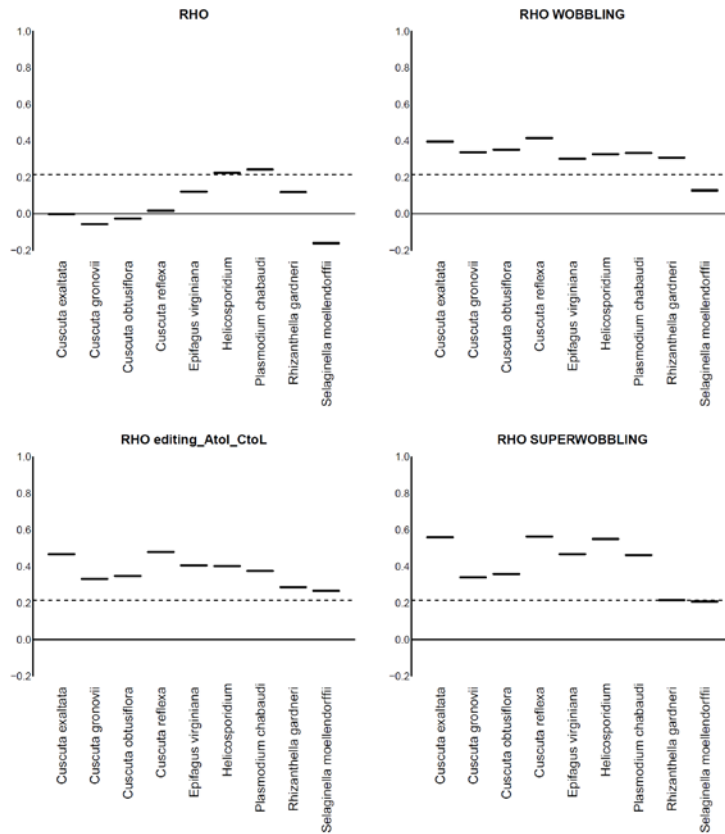 RHO
1.0
0.8
0.6
0.4
0.2
0.0
−0.2
Cuscuta exaltata
Cuscuta gronovii
Cuscuta obtusiflora
Cuscuta reflexa
Epifagus virginiana
Helicosporidium
Plasmodium chabaudi
Rhizanthella gardneri
Selaginella moellendorffii
RHO WOBBLING
1.0
0.8
0.6
0.4
0.2
0.0
−0.2
Cuscuta exaltata
Cuscuta gronovii
Cuscuta obtusiflora
Cuscuta reflexa
Epifagus virginiana
Helicosporidium
Plasmodium chabaudi
Rhizanthella gardneri
Selaginella moellendorffii
RHO editing_AtoI_CtoL
1.0
0.8
0.6
0.4
0.2
0.0
−0.2
Cuscuta exaltata
Cuscuta gronovii
Cuscuta obtusiflora
Cuscuta reflexa
Epifagus virginiana
Helicosporidium
Plasmodium chabaudi
Rhizanthella gardneri
Selaginella moellendorffii
RHO SUPERWOBBLING
1.0
0.8
0.6
0.4
0.2
0.0
−0.2
Cuscuta exaltata
Cuscuta gronovii
Cuscuta obtusiflora
Cuscuta reflexa
Epifagus virginiana
Helicosporidium
Plasmodium chabaudi
Rhizanthella gardneri
Selaginella moellendorffii